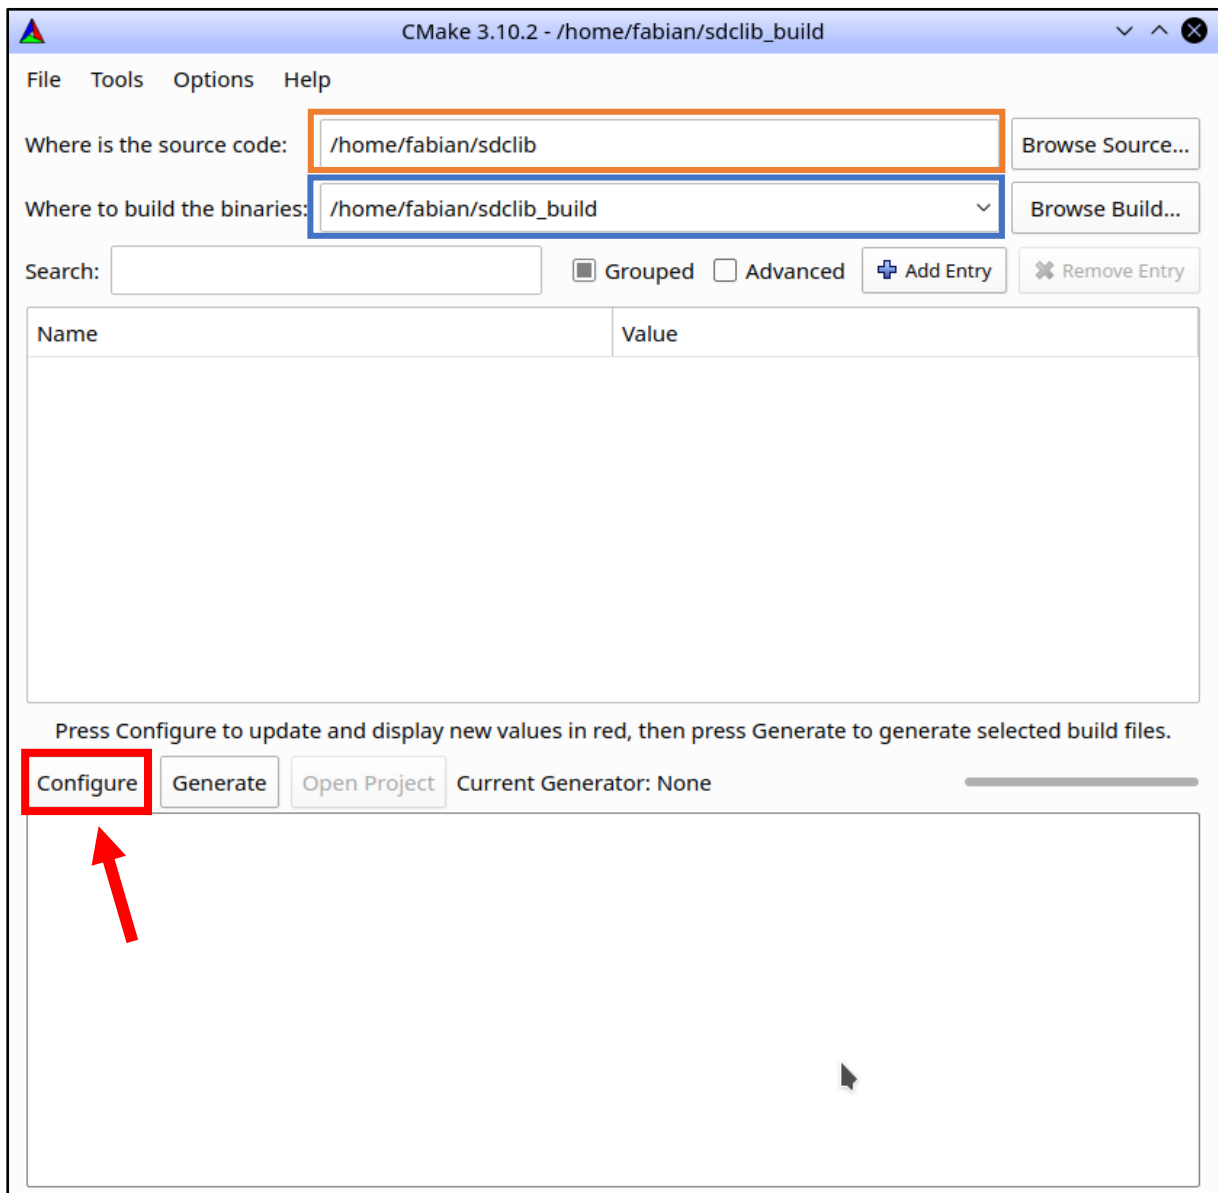 CMake 3.10.2 - /home/fabian/sdclib_build
File Tools Options Help
Where is the source code: /home/fabian/sdclib Browse Source...
Where to build the binaries: /home/fabian/sdclib_build Browse Build...
Search: Grouped Advanced Add Entry Remove Entry
Name Value
Press Configure to update and display new values in red, then press Generate to generate selected build files.
Configure Generate Open Project Current Generator: None